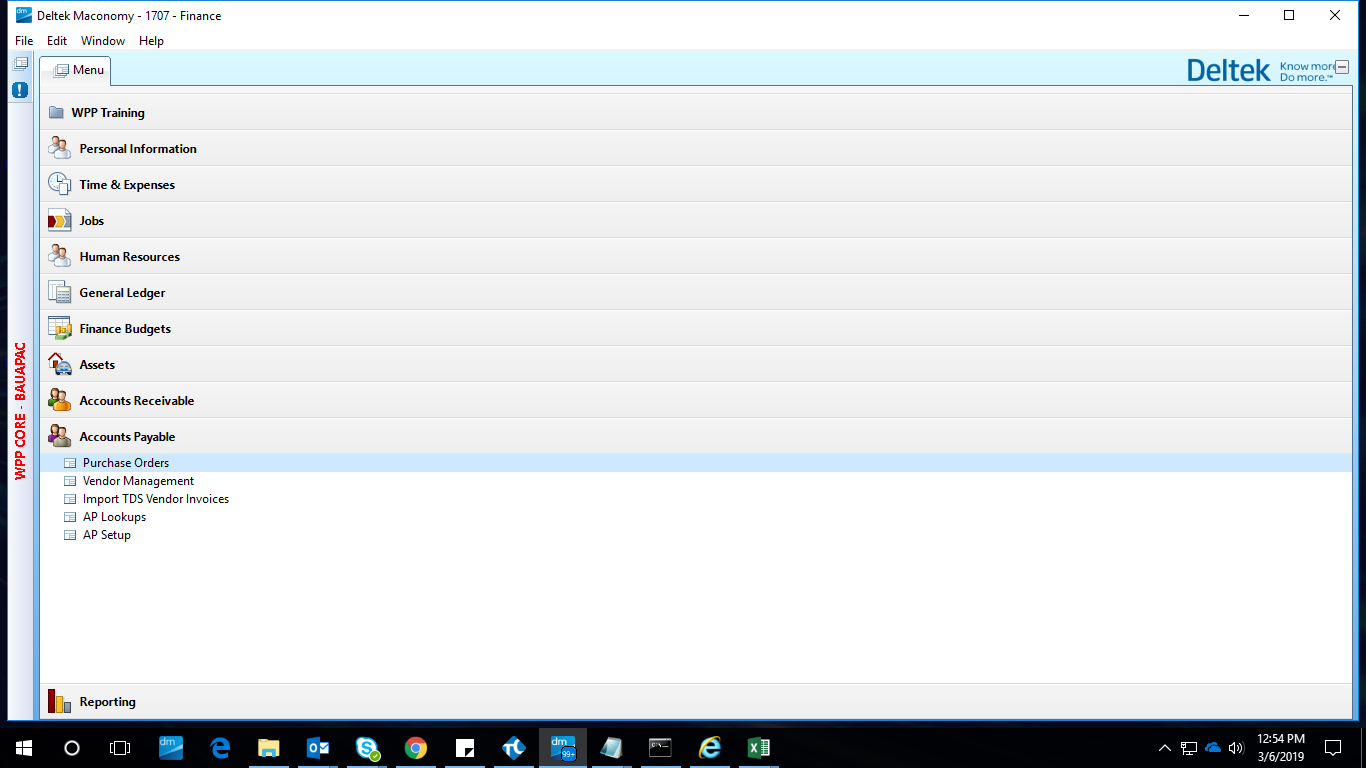 Deltek Maconomy - 1707 - Finance
File Edit Window Help
Menu
Deltek Know more
Do more.™
WPP Training
Personal Information
Time & Expenses
Jobs
Human Resources
General Ledger
Finance Budgets
Assets
Accounts Receivable
Accounts Payable
Purchase Orders
Vendor Management
Import TDS Vendor Invoices
AP Lookups
AP Setup
Reporting
WPP CORE - BAUAPAC
dm
99+
12:54 PM
3/6/2019